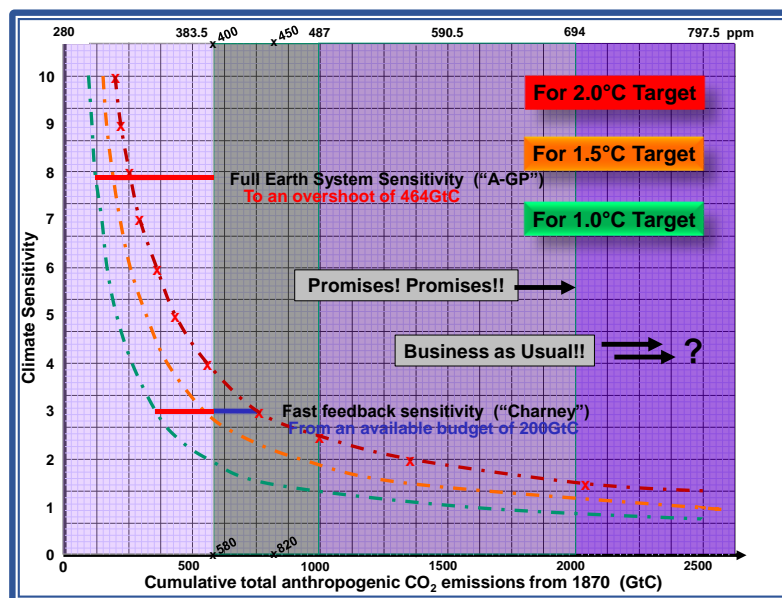 280 383.5 × 400 × 450 487 590.5 694 797.5 ppm
10
9
8
7
6
5
4
3
2
1
0
Climate Sensitivity
For 2.0°C Target
For 1.5°C Target
For 1.0°C Target
Full Earth System Sensitivity ("A-GP")
To an overshoot of 464GtC
Promises! Promises!!
Business as Usual!!
?
Fast feedback sensitivity ("Charney")
From an available budget of 200GtC
×580 ×820
0 500 1000 1500 2000 2500
Cumulative total anthropogenic CO₂ emissions from 1870 (GtC)